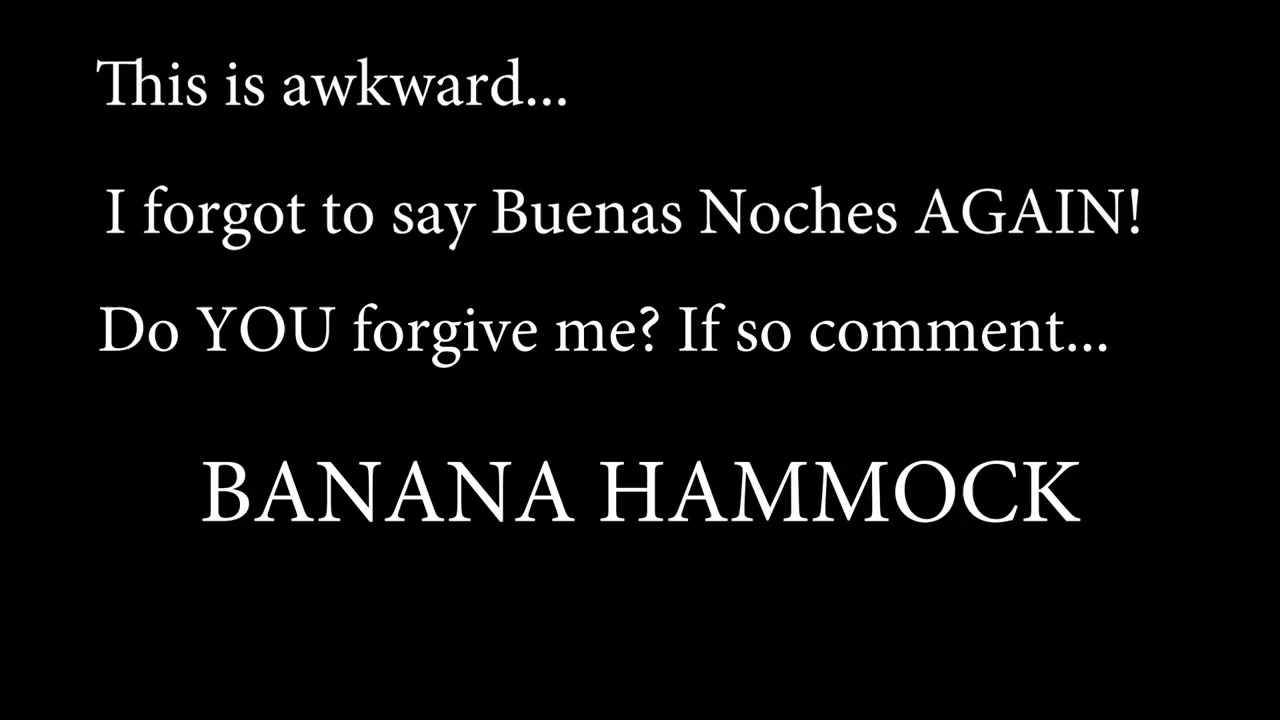 This is awkward...
I forgot to say Buenas Noches AGAIN!
Do YOU forgive me? If so comment...
BANANA HAMMOCK